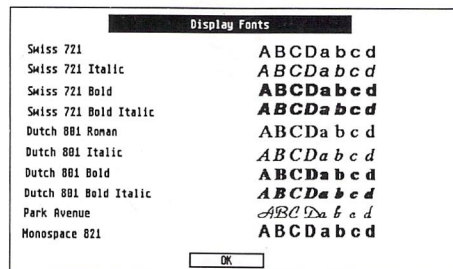 Display Fonts
Swiss 721 ABCDabcd
Swiss 721 Italic ABCDabcd
Swiss 721 Bold ABCDabcd
Swiss 721 Bold Italic ABCDabcd
Dutch 801 Roman ABCDabcd
Dutch 801 Italic ABCDabcd
Dutch 801 Bold ABCDabcd
Dutch 801 Bold Italic ABCDabcd
Park Avenue ABCDabcd
Monospace 821 ABCDabcd
OK